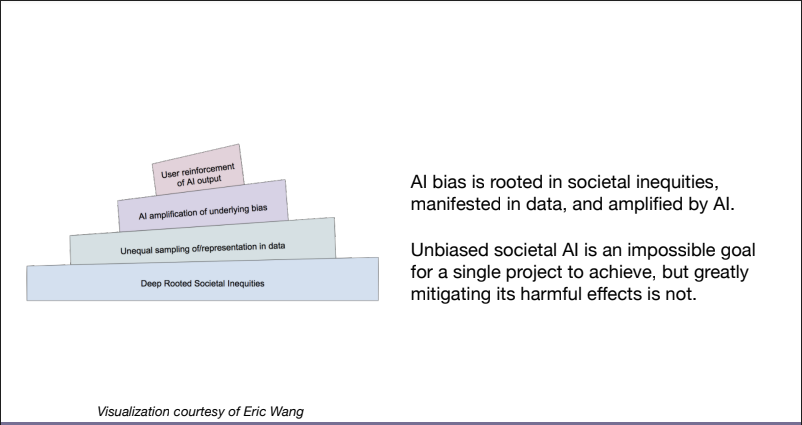 User reinforcement
of AI output
AI amplification of underlying bias
Unequal sampling of/representation in data
Deep Rooted Societal Inequities
AI bias is rooted in societal inequities,
manifested in data, and amplified by AI.
Unbiased societal AI is an impossible goal
for a single project to achieve, but greatly
mitigating its harmful effects is not.
Visualization courtesy of Eric Wang